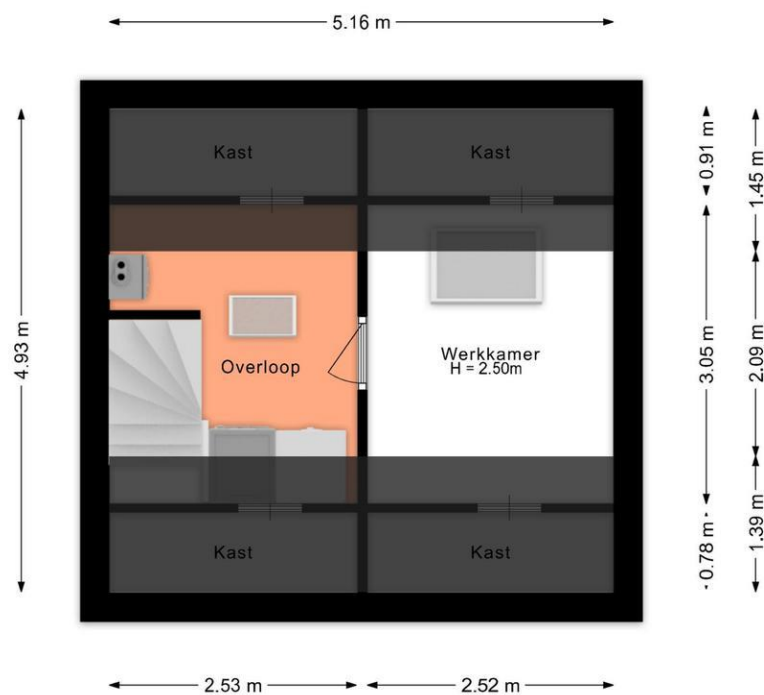 5.16 m
Kast
Kast
0.91 m
1.45 m
4.93 m
Overloop
Werkkamer
H = 2.50m
3.05 m
2.09 m
Kast
Kast
0.78 m
1.39 m
2.53 m
2.52 m